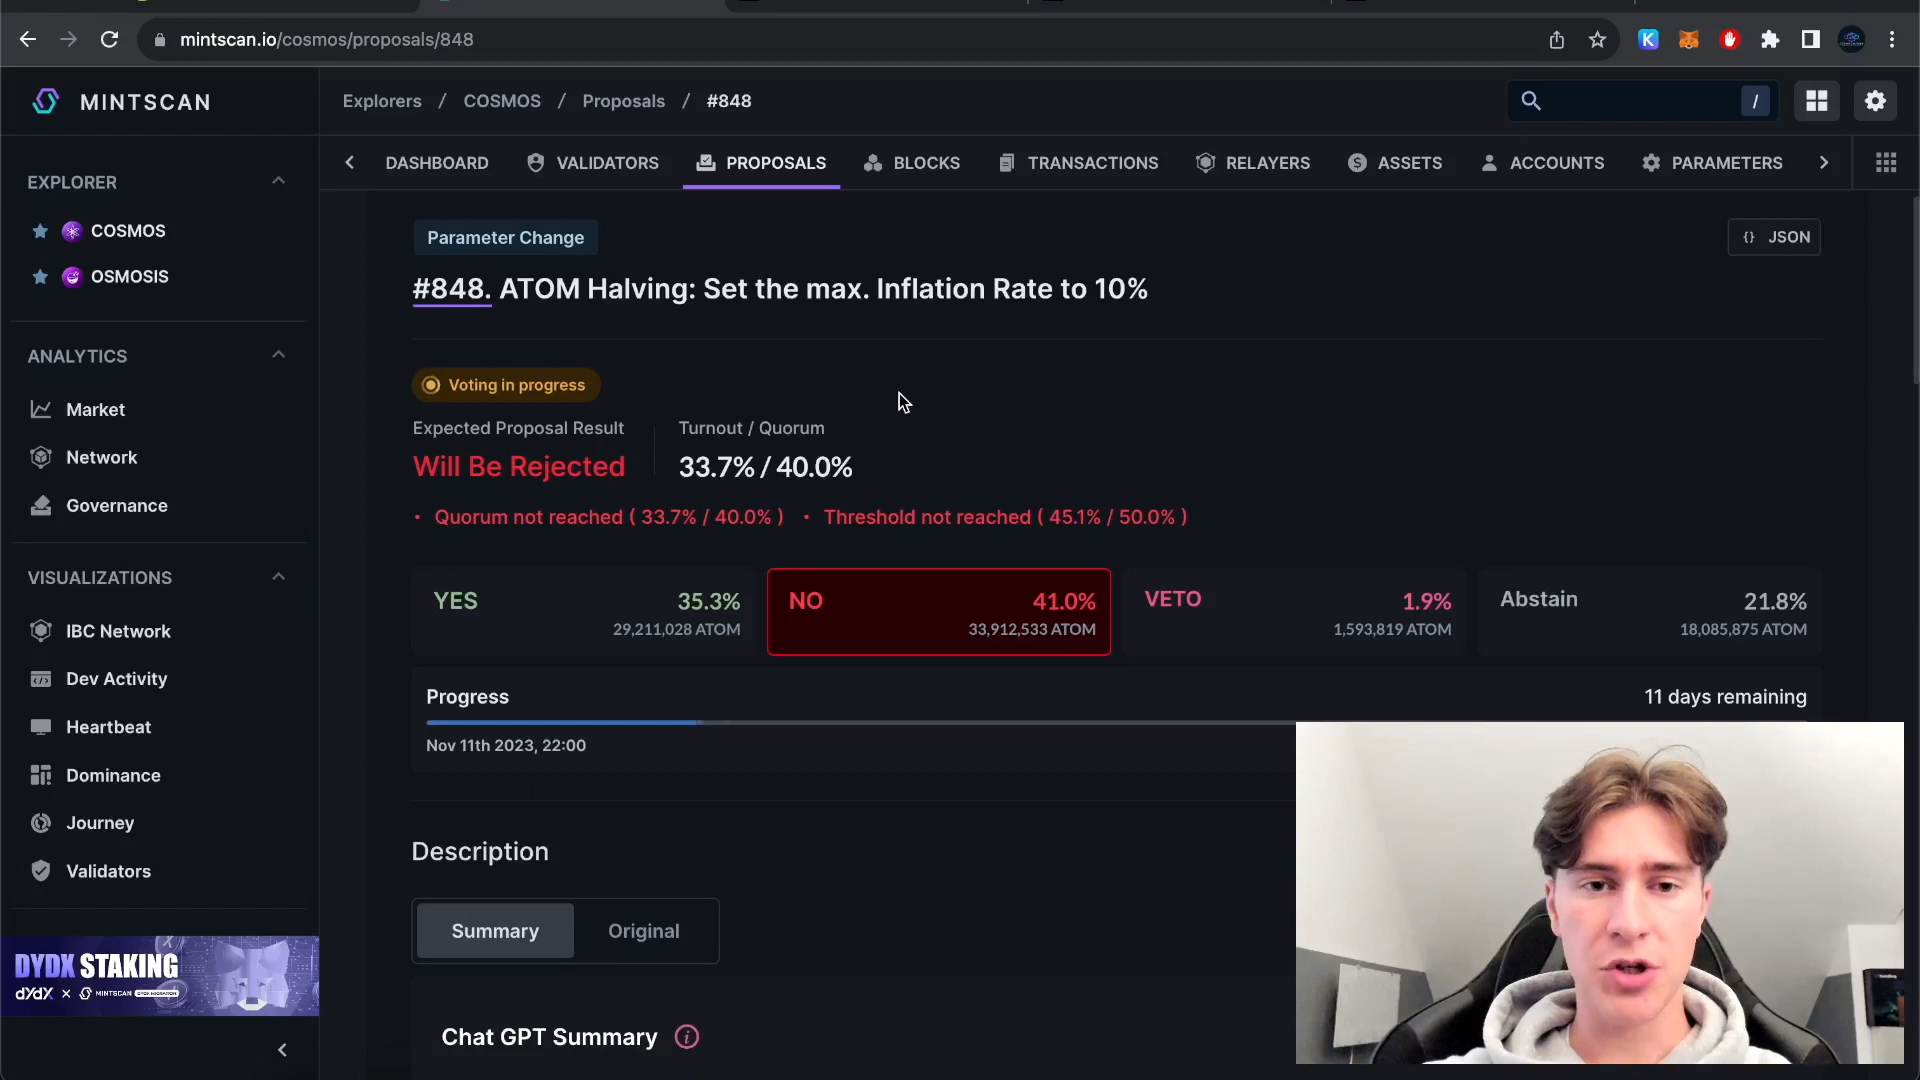 mintscan.io/cosmos/proposals/848
K
MINTSCAN
Explorers / COSMOS / Proposals / #848
/
DASHBOARD VALIDATORS PROPOSALS BLOCKS TRANSACTIONS RELAYERS ASSETS ACCOUNTS PARAMETERS
EXPLORER
COSMOS
OSMOSIS
ANALYTICS
Market
Network
Governance
VISUALIZATIONS
IBC Network
Dev Activity
Heartbeat
Dominance
Journey
Validators
DYDX STAKING
dYdX × MINTSCAN
Parameter Change
{} JSON
#848. ATOM Halving: Set the max. Inflation Rate to 10%
Voting in progress
Expected Proposal Result
Will Be Rejected
Turnout / Quorum
33.7% / 40.0%
• Quorum not reached ( 33.7% / 40.0% ) • Threshold not reached ( 45.1% / 50.0% )
YES 35.3%
29,211,028 ATOM
NO 41.0%
33,912,533 ATOM
VETO 1.9%
1,593,819 ATOM
Abstain 21.8%
18,085,875 ATOM
Progress 11 days remaining
Nov 11th 2023, 22:00
Description
Summary Original
Chat GPT Summary